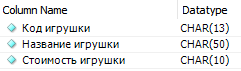 Column Name Datatype
Код игрушки CHAR(13)
Название игрушки CHAR(50)
Стоимость игрушки CHAR(10)